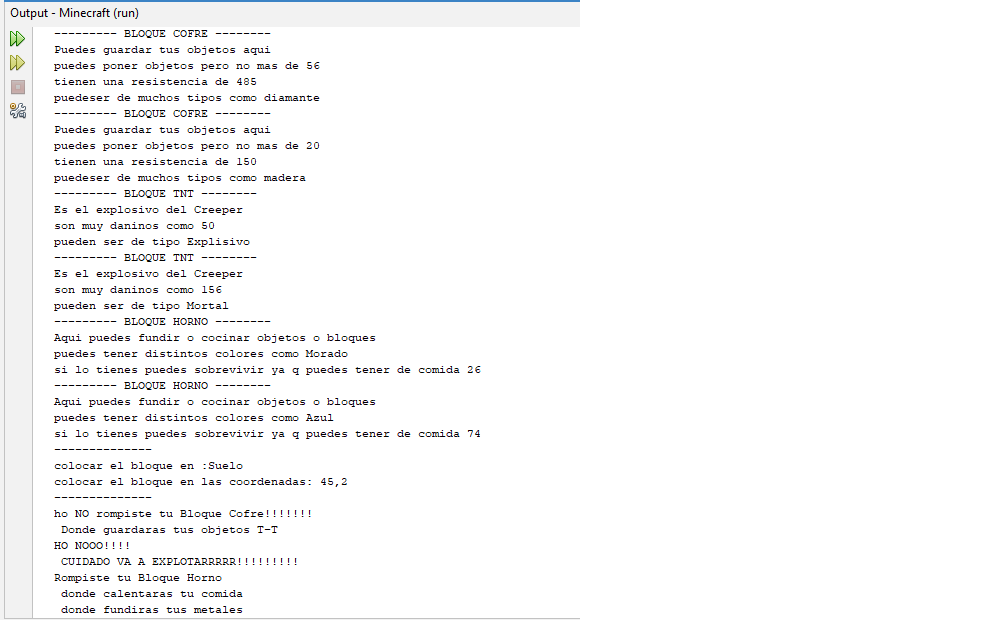 Output - Minecraft (run)
--------- BLOQUE COFRE --------
Puedes guardar tus objetos aqui
puedes poner objetos pero no mas de 56
tienen una resistencia de 485
puedeser de muchos tipos como diamante
--------- BLOQUE COFRE --------
Puedes guardar tus objetos aqui
puedes poner objetos pero no mas de 20
tienen una resistencia de 150
puedeser de muchos tipos como madera
--------- BLOQUE TNT --------
Es el explosivo del Creeper
son muy daninos como 50
pueden ser de tipo Explisivo
--------- BLOQUE TNT --------
Es el explosivo del Creeper
son muy daninos como 156
pueden ser de tipo Mortal
--------- BLOQUE HORNO --------
Aqui puedes fundir o cocinar objetos o bloques
puedes tener distintos colores como Morado
si lo tienes puedes sobrevivir ya q puedes tener de comida 26
--------- BLOQUE HORNO --------
Aqui puedes fundir o cocinar objetos o bloques
puedes tener distintos colores como Azul
si lo tienes puedes sobrevivir ya q puedes tener de comida 74
--------------
colocar el bloque en :Suelo
colocar el bloque en las coordenadas: 45,2
--------------
ho NO rompiste tu Bloque Cofre!!!!!!!
Donde guardaras tus objetos T-T
HO NOOO!!!!
CUIDADO VA A EXPLOTARRRRR!!!!!!!!!
Rompiste tu Bloque Horno
donde calentaras tu comida
donde fundiras tus metales